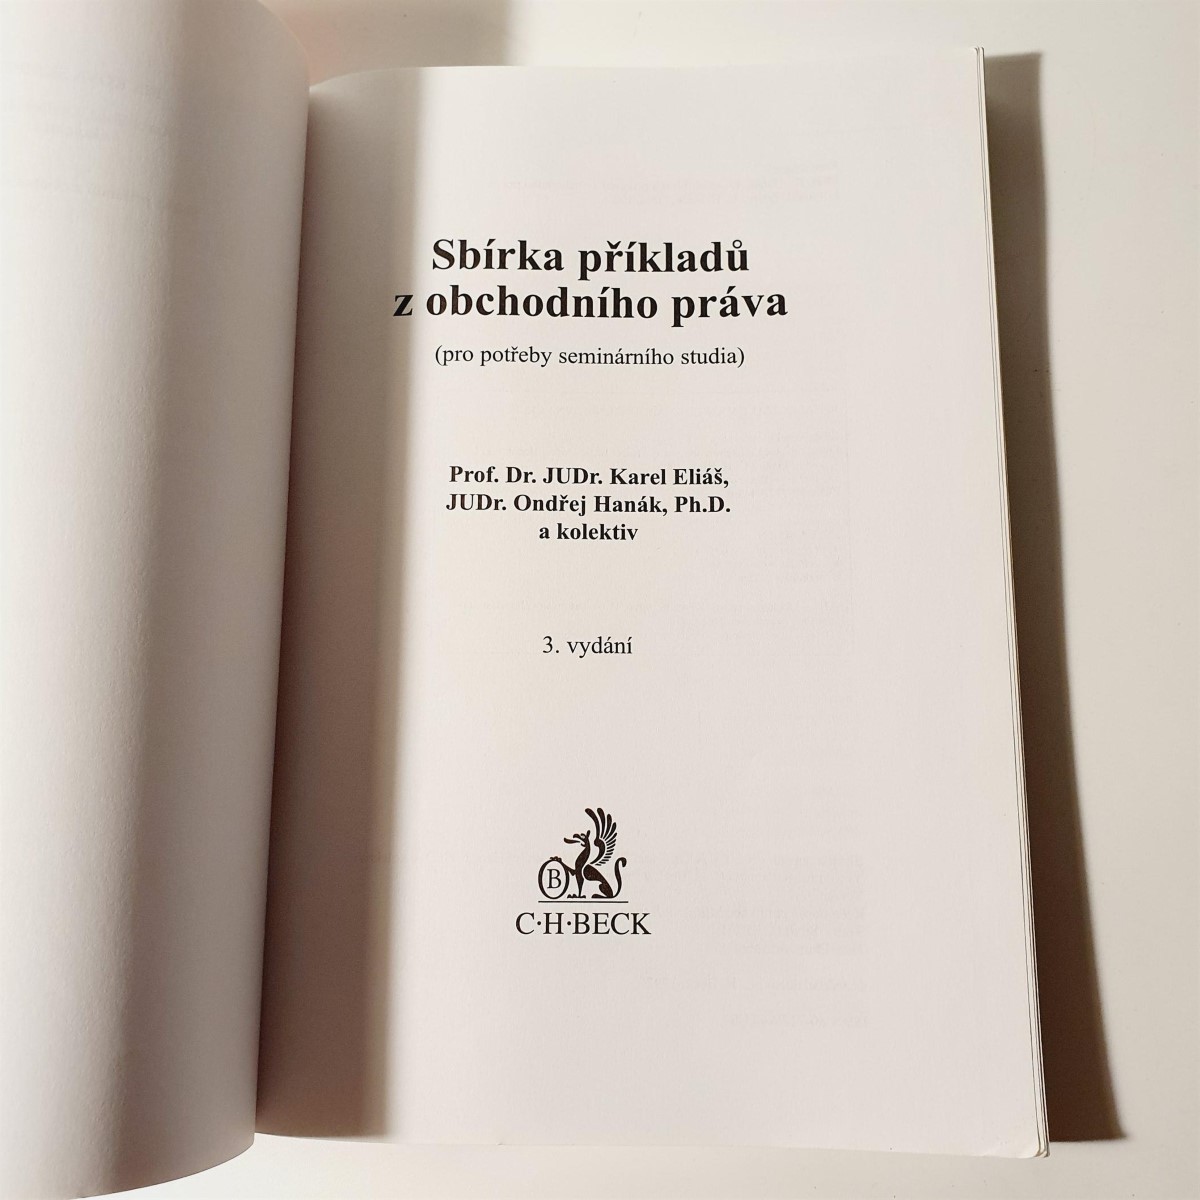 Sbírka příkladů
z obchodního práva
(pro potřeby seminárního studia)
Prof. Dr. JUDr. Karel Eliáš,
JUDr. Ondřej Hanák, Ph.D.
a kolektiv
3. vydání
B
C·H·BECK